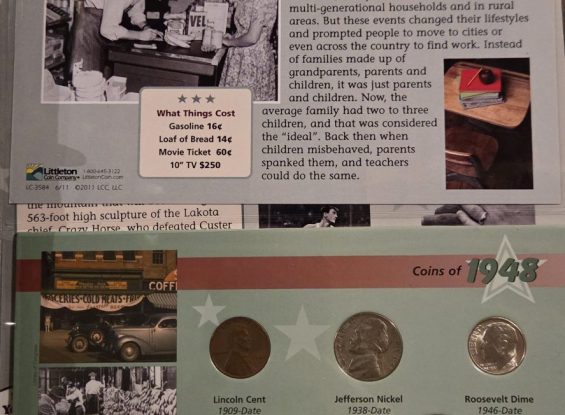 multi-generational households and in rural
areas. But these events changed their lifestyles
and prompted people to move to cities or
even across the country to find work. Instead
of families made up of
grandparents, parents and
children, it was just parents
and children. Now, the
average family had two to three
children, and that was considered
the “ideal”. Back then when
children misbehaved, parents
spanked them, and teachers
could do the same.
VEL
What Things Cost
Gasoline 16¢
Loaf of Bread 14¢
Movie Ticket 60¢
10" TV $250
Littleton
Coin Company
1-800-645-3122
LittletonCoin.com
LC-3584 6/11 ©2011 LCC, LLC
563-foot high sculpture of the Lakota
chief, Crazy Horse, who defeated Custer
Coins of 1948
COFF
GROCERIES-COLD MEATS-FR
Lincoln Cent
1909-Date
Jefferson Nickel
1938-Date
Roosevelt Dime
1946-Date